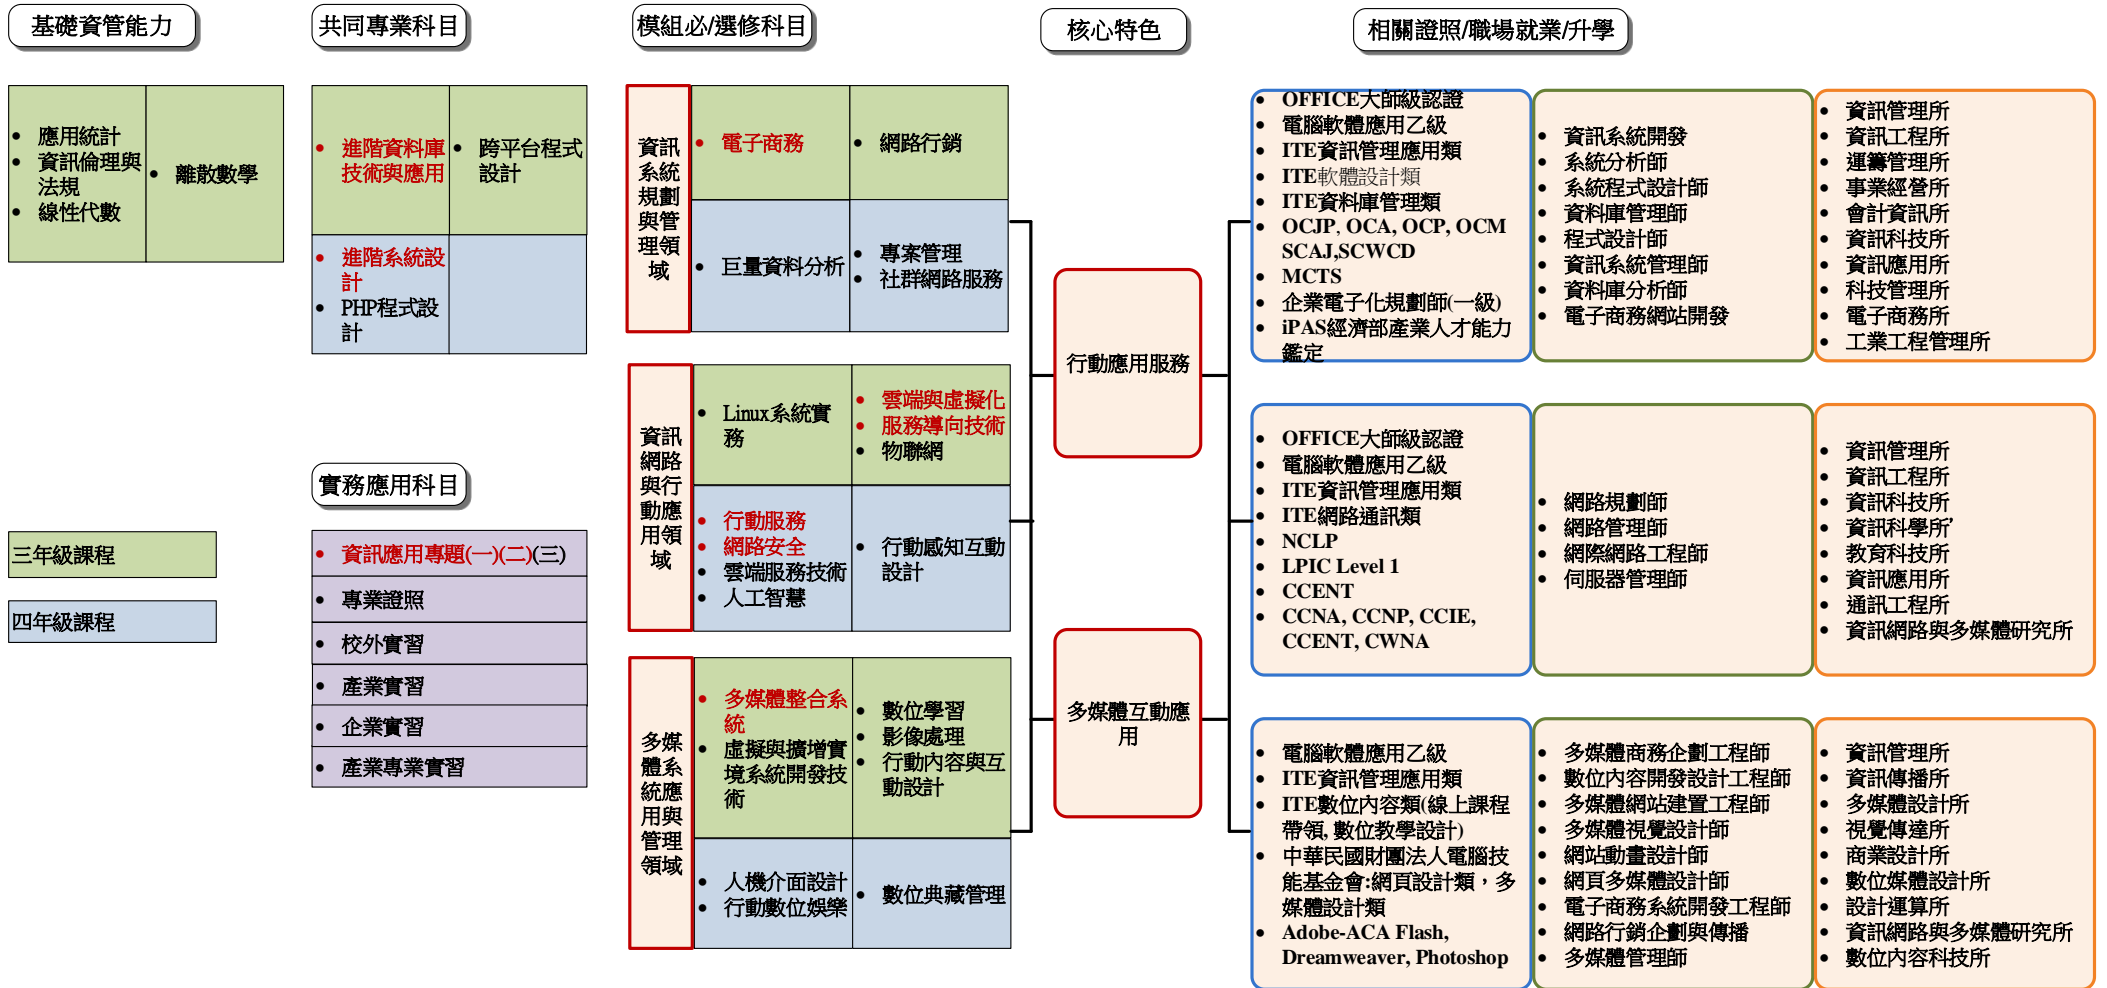 基礎資管能力
共同專業科目
模組必/選修科目
核心特色
相關證照/職場就業/升學
• 應用統計
• 資訊倫理與
法規
• 線性代數
• 離散數學
• 進階資料庫
技術與應用
• 跨平台程式
設計
• 進階系統設
計
• PHP程式設
計
實務應用科目
• 資訊應用專題(一)(二)(三)
• 專業證照
• 校外實習
• 產業實習
• 企業實習
• 產業專業實習
三年級課程
四年級課程
資訊
系統
規劃
與管
理領
域
• 電子商務
• 網路行銷
• 巨量資料分析
• 專案管理
• 社群網路服務
資訊
網路
與行
動應
用領
域
• Linux系統實
務
• 雲端與虛擬化
• 服務導向技術
• 物聯網
• 行動服務
• 網路安全
• 雲端服務技術
• 人工智慧
• 行動感知互動
設計
多媒
體系
統應
用與
管理
領域
• 多媒體整合系
統
• 虛擬與擴增實
境系統開發技
術
• 數位學習
• 影像處理
• 行動內容與互
動設計
• 人機介面設計
• 行動數位娛樂
• 數位典藏管理
行動應用服務
多媒體互動應
用
• OFFICE大師級認證
• 電腦軟體應用乙級
• ITE資訊管理應用類
• ITE軟體設計類
• ITE資料庫管理類
• OCJP, OCA, OCP, OCM
SCAJ,SCWCD
• MCTS
• 企業電子化規劃師(一級)
• iPAS經濟部產業人才能力
鑑定
• 資訊系統開發
• 系統分析師
• 系統程式設計師
• 資料庫管理師
• 程式設計師
• 資訊系統管理師
• 資料庫分析師
• 電子商務網站開發
• 資訊管理所
• 資訊工程所
• 運籌管理所
• 事業經營所
• 會計資訊所
• 資訊科技所
• 資訊應用所
• 科技管理所
• 電子商務所
• 工業工程管理所
• OFFICE大師級認證
• 電腦軟體應用乙級
• ITE資訊管理應用類
• ITE網路通訊類
• NCLP
• LPIC Level 1
• CCENT
• CCNA, CCNP, CCIE,
CCENT, CWNA
• 網路規劃師
• 網路管理師
• 網際網路工程師
• 伺服器管理師
• 資訊管理所
• 資訊工程所
• 資訊科技所
• 資訊科學所’
• 教育科技所
• 資訊應用所
• 通訊工程所
• 資訊網路與多媒體研究所
• 電腦軟體應用乙級
• ITE資訊管理應用類
• ITE數位內容類(線上課程
帶領, 數位教學設計)
• 中華民國財團法人電腦技
能基金會:網頁設計類，多
媒體設計類
• Adobe-ACA Flash,
Dreamweaver, Photoshop
• 多媒體商務企劃工程師
• 數位內容開發設計工程師
• 多媒體網站建置工程師
• 多媒體視覺設計師
• 網站動畫設計師
• 網頁多媒體設計師
• 電子商務系統開發工程師
• 網路行銷企劃與傳播
• 多媒體管理師
• 資訊管理所
• 資訊傳播所
• 多媒體設計所
• 視覺傳達所
• 商業設計所
• 數位媒體設計所
• 設計運算所
• 資訊網路與多媒體研究所
• 數位內容科技所